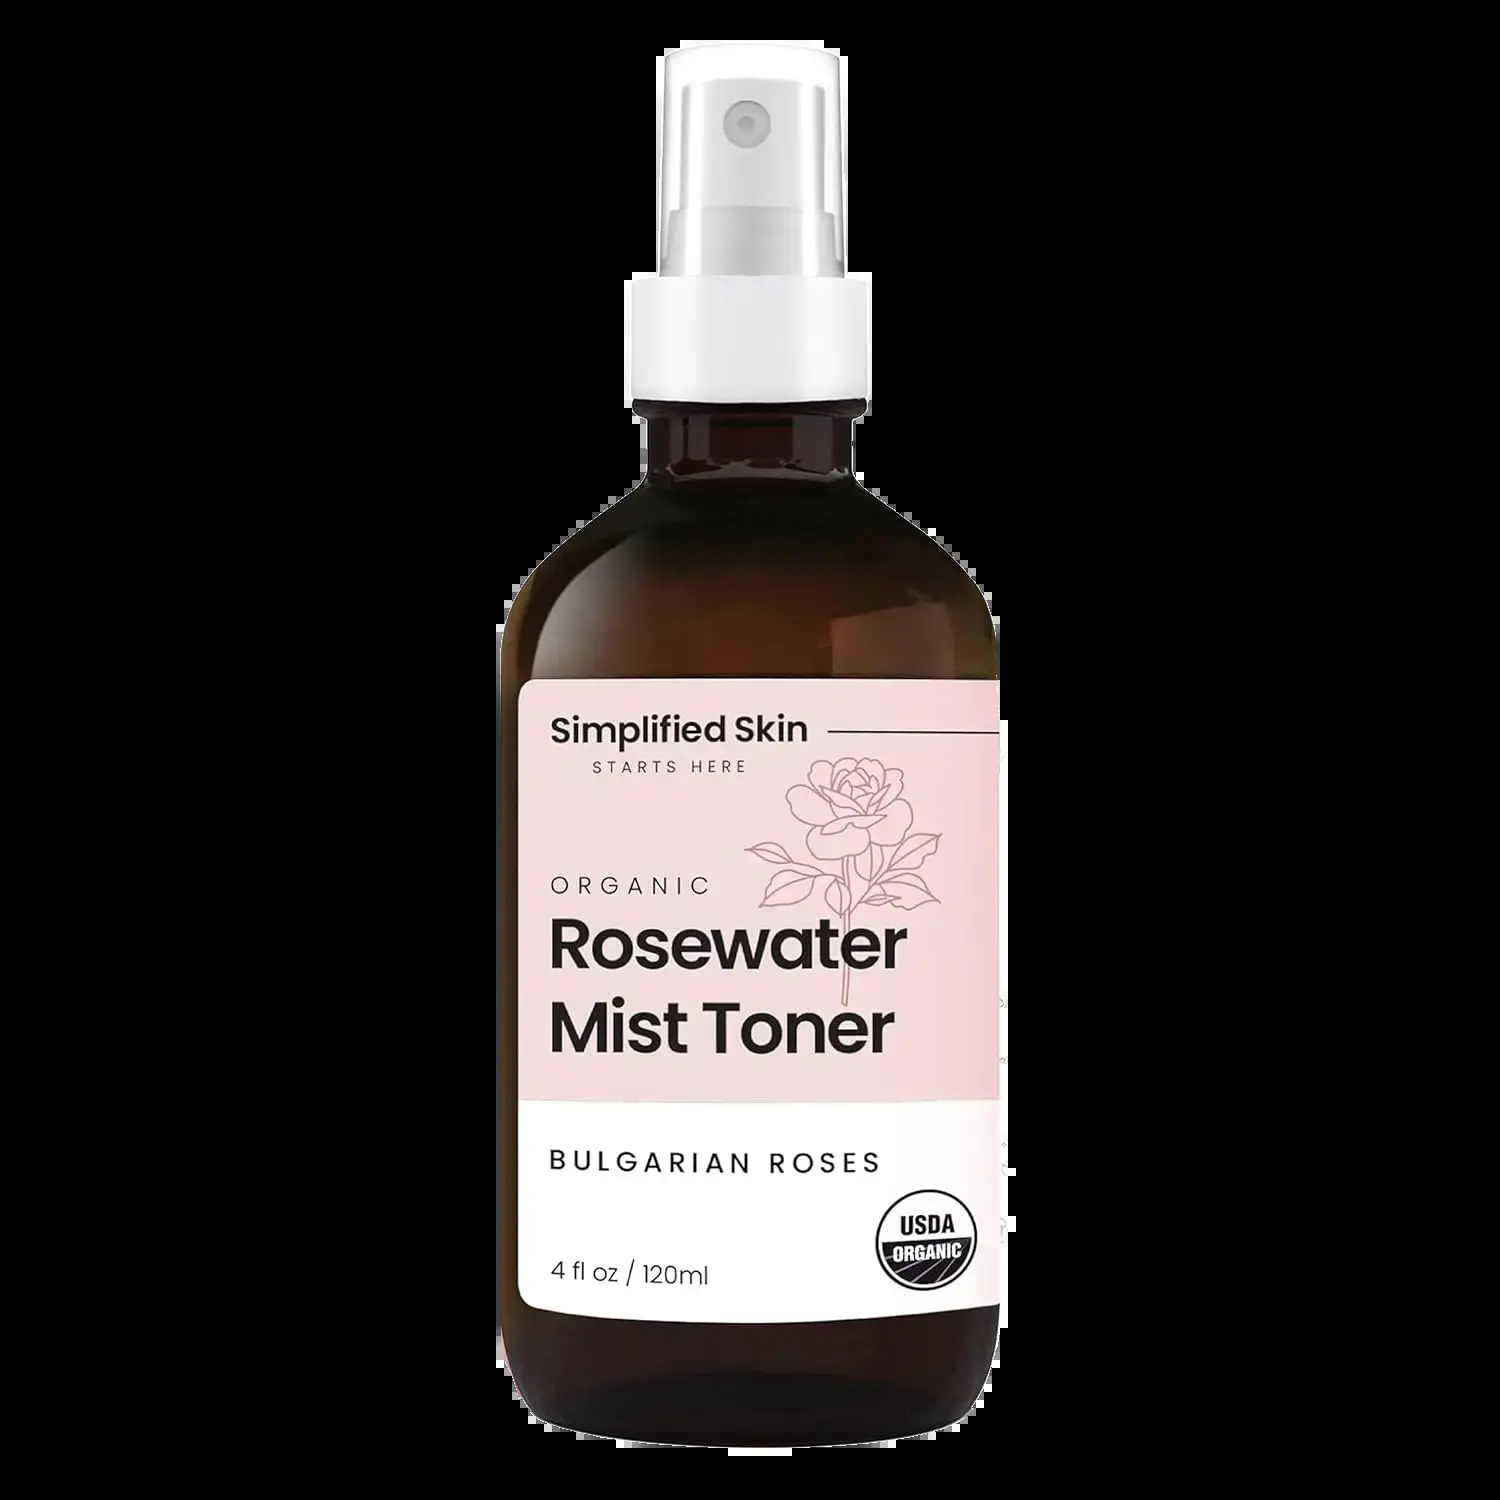 Simplified Skin
STARTS HERE
ORGANIC
Rosewater
Mist Toner
BULGARIAN ROSES
USDA
ORGANIC
4 fl oz / 120ml